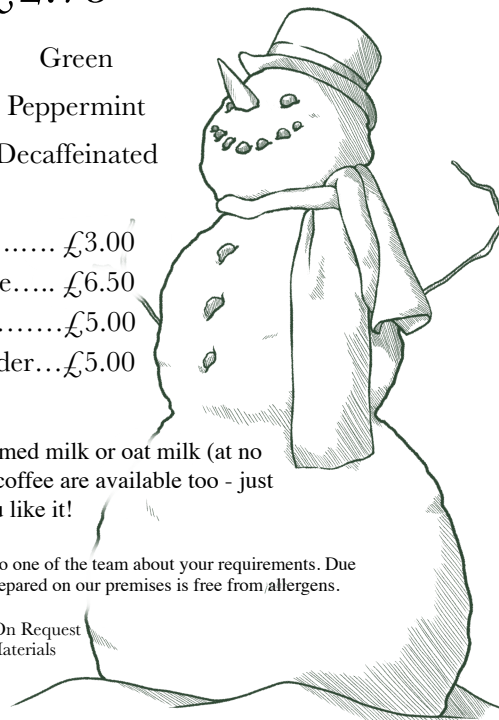 Green
Peppermint
Decaffeinated
...... £3.00
e..... £6.50
.......£5.00
der...£5.00
med milk or oat milk (at no
coffee are available too - just
u like it!
o one of the team about your requirements. Due
epared on our premises is free from allergens.
On Request
Materials